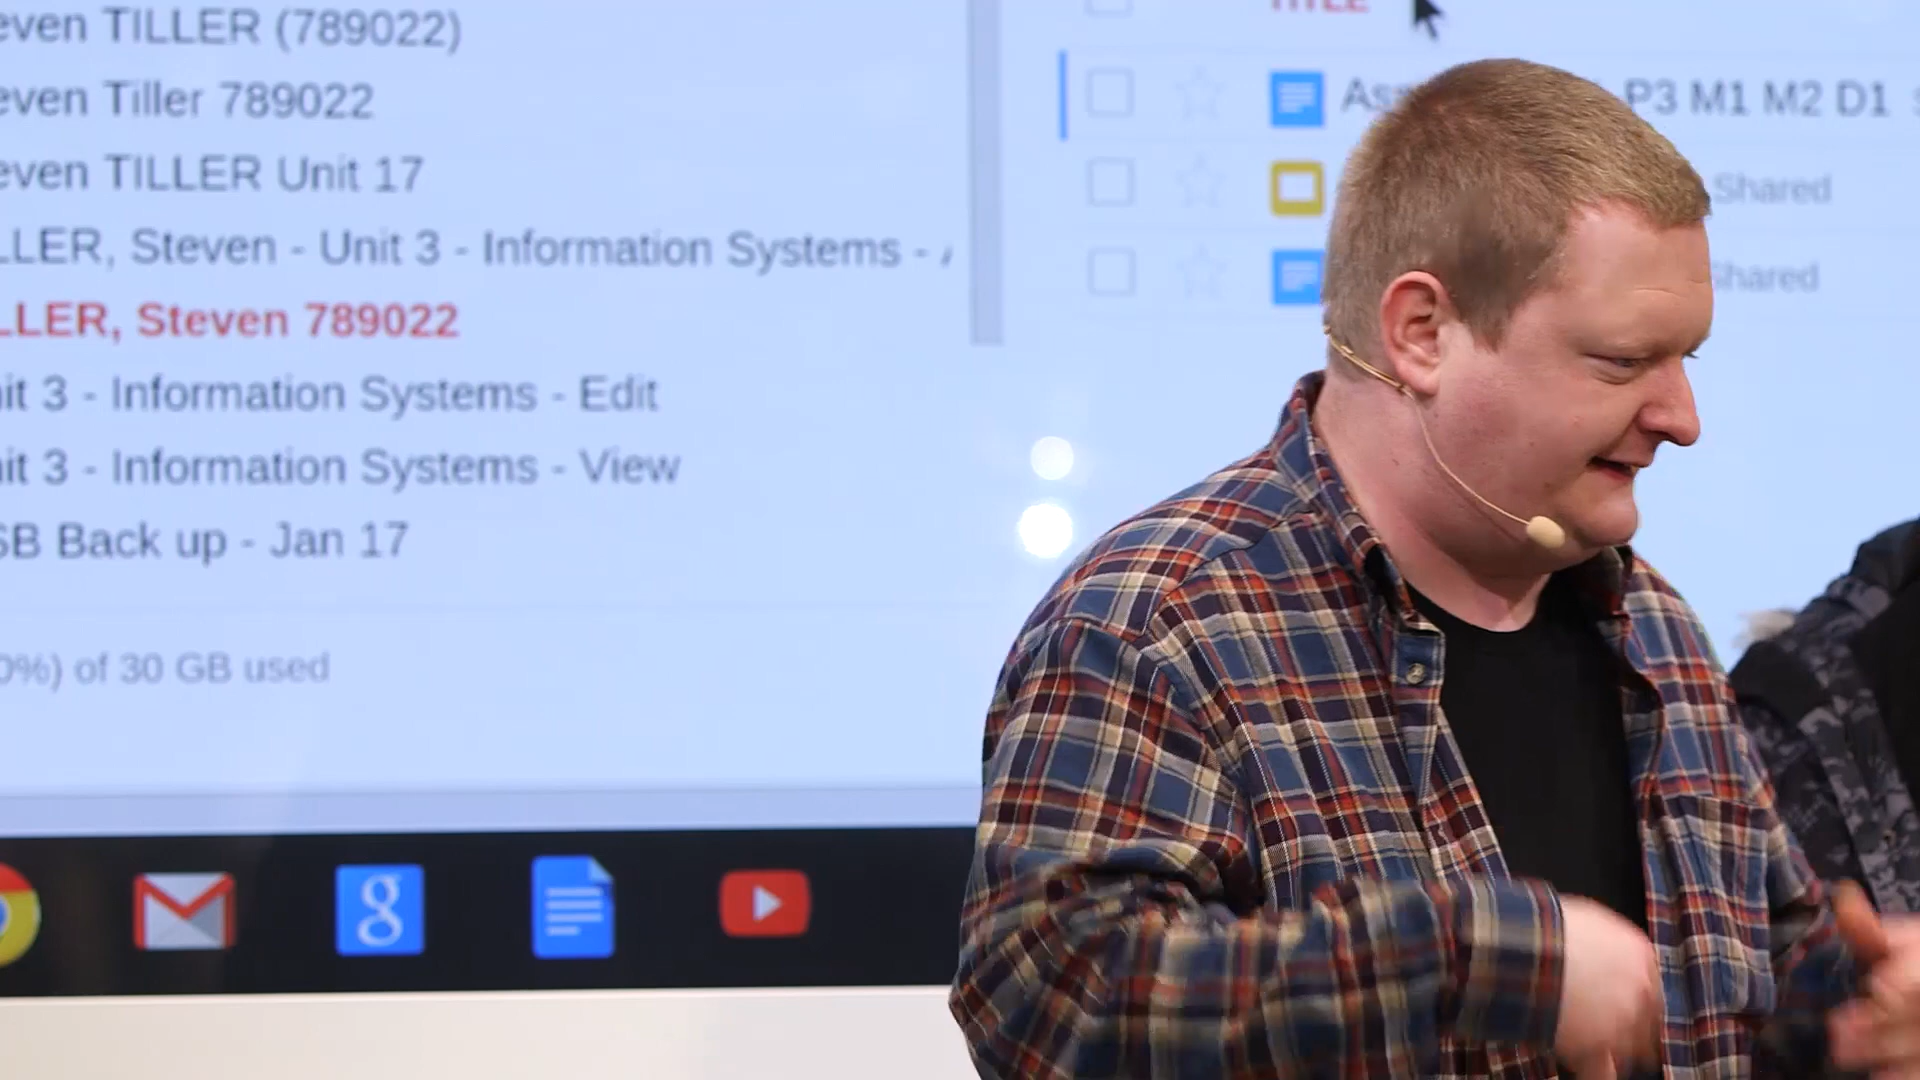 even TILLER (789022)
even Tiller 789022
even TILLER Unit 17
LLER, Steven - Unit 3 - Information Systems -
LLER, Steven 789022
it 3 - Information Systems - Edit
it 3 - Information Systems - View
SB Back up - Jan 17
0%) of 30 GB used
TITLE
P3 M1 M2 D1
Shared
Shared
g